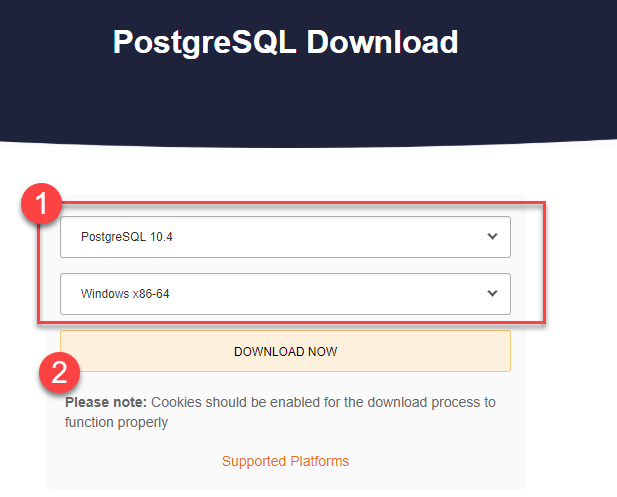 PostgreSQL Download
1
PostgreSQL 10.4
Windows x86-64
DOWNLOAD NOW
2
Please note: Cookies should be enabled for the download process to
function properly
Supported Platforms